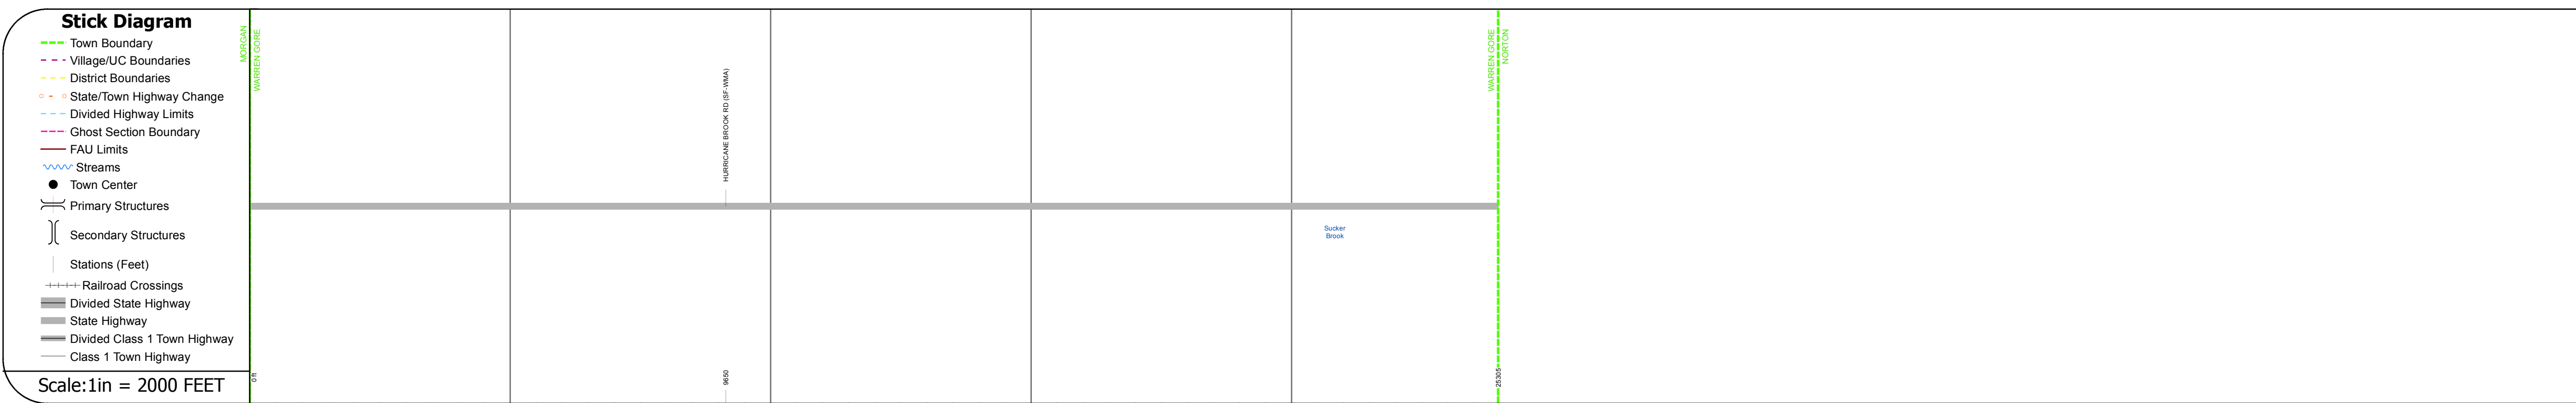 Stick Diagram
Town Boundary
Village/UC Boundaries
District Boundaries
State/Town Highway Change
Divided Highway Limits
Ghost Section Boundary
FAU Limits
Streams
Town Center
Primary Structures
Secondary Structures
Stations (Feet)
Railroad Crossings
Divided State Highway
State Highway
Divided Class 1 Town Highway
Class 1 Town Highway
Scale:1in = 2000 FEET
MORGAN
WARREN GORE
HURRICANE BROOK RD (SF-WMA)
WARREN GORE
NORTON
Sucker
Brook
0 ft
9650
25305